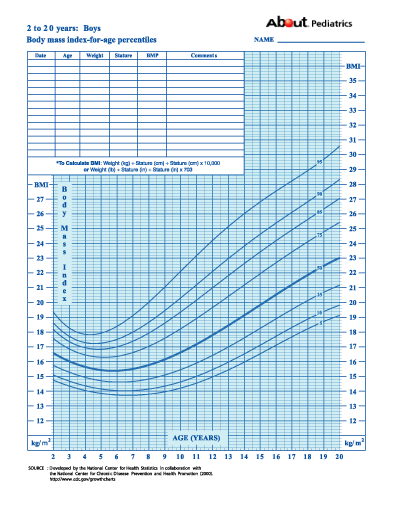 2 to 20 years: Boys
Body mass index-for-age percentiles
About. Pediatrics
NAME
Date Age Weight Stature BMP Comments
*To Calculate BMI: Weight (kg) ÷ Stature (cm) ÷ Stature (cm) x 10,000
or Weight (lb) ÷ Stature (in) ÷ Stature (in) x 703
BMI
35
34
33
32
31
30
29
28
27
26
25
24
23
22
21
20
19
18
17
16
15
14
13
12
kg/m²
BMI
27
26
25
24
23
22
21
20
19
18
17
16
15
14
13
12
kg/m²
Body Mass Index
95
90
85
75
50
25
10
5
AGE (YEARS)
2 3 4 5 6 7 8 9 10 11 12 13 14 15 16 17 18 19 20
SOURCE : Developed by the National Center for Health Statistics in collaboration with
the National Center for Chronic Disease Prevention and Health Promotion (2000).
http://www.cdc.gov/growthcharts